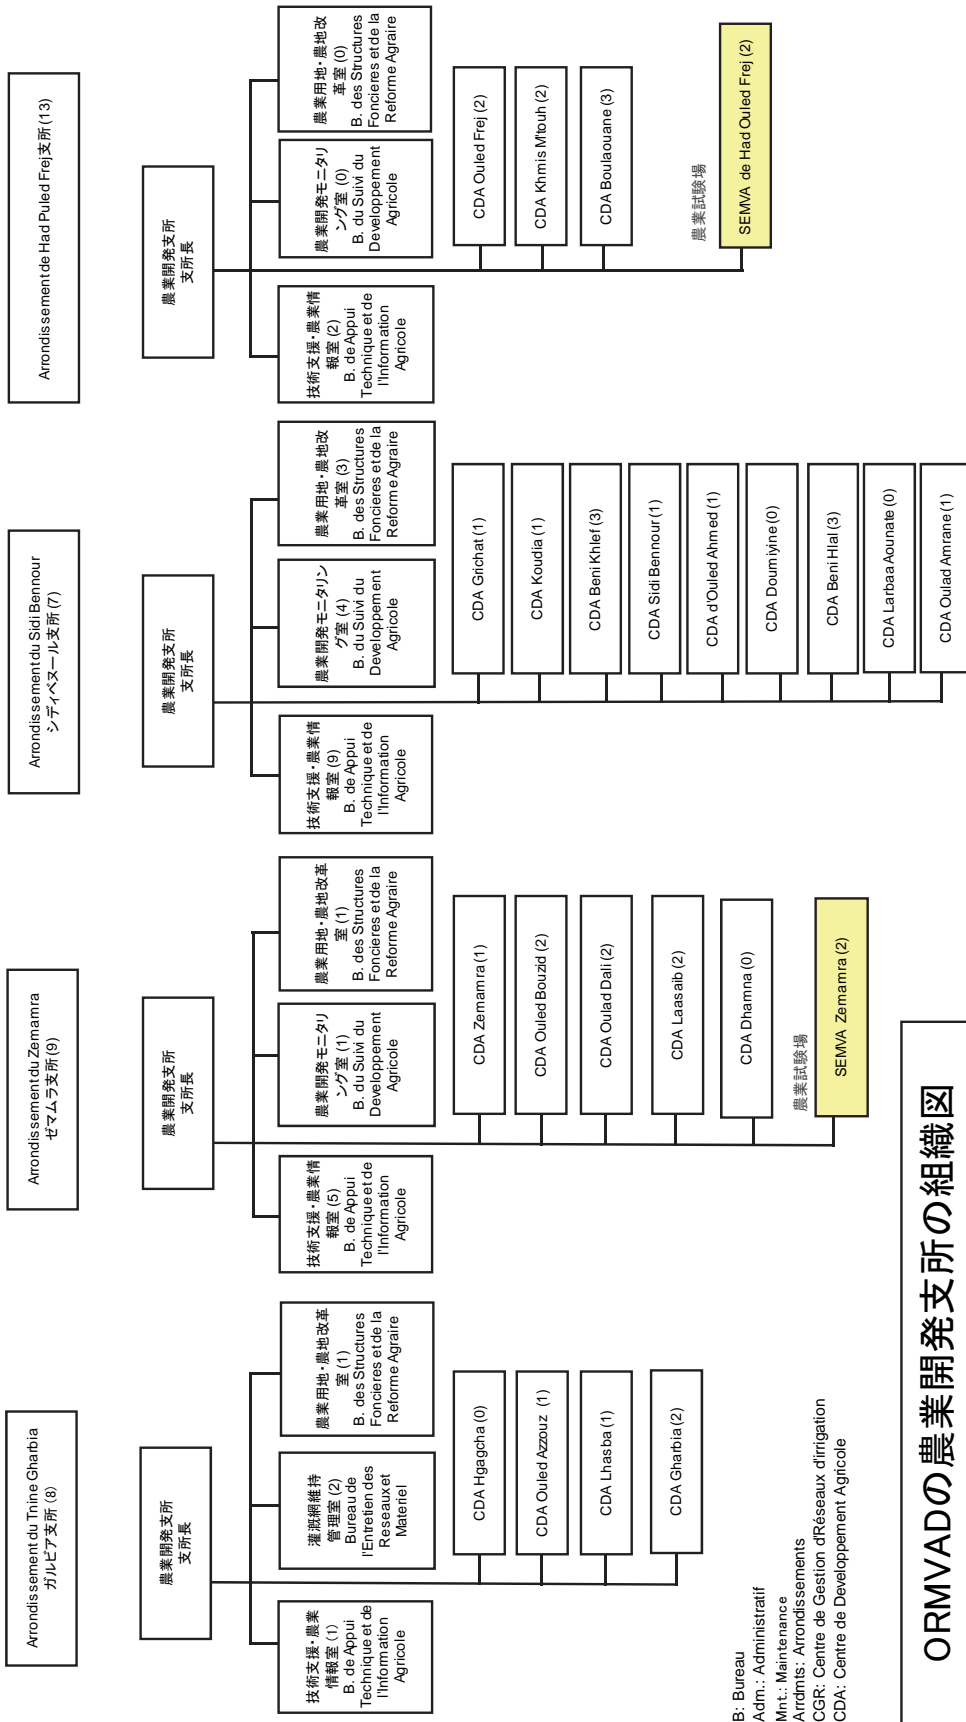 Arrondissement du Tnine Gharbia
ガルビア支所 (8)
農業開発支所
支所長
技術支援・農業
情報室 (1)
B. de Appui
Technique et de
l'Information
Agricole
灌漑網維持
管理室 (2)
Bureau de
l'Entretien des
Reseaux et
Materiel
農業用地・農地改革
室 (1)
B. des Structures
Foncieres et de la
Reforme Agraire
CDA Hgagcha (0)
CDA Ouled Azzouz (1)
CDA Lhasba (1)
CDA Gharbia (2)
Arrondissement du Zemamra
ゼマムラ支所 (9)
農業開発支所
支所長
技術支援・農業情
報室 (5)
B. de Appui
Technique et de
l'Information
Agricole
農業開発モニタリ
ング室 (1)
B. du Suivi du
Developpement
Agricole
農業用地・農地改革
室 (1)
B. des Structures
Foncieres et de la
Reforme Agraire
CDA Zemamra (1)
CDA Ouled Bouzid (2)
CDA Oulad Dali (2)
CDA Laasaib (2)
CDA Dhamna (0)
農業試験場
SEMVA Zemamra (2)
Arrondissement du Sidi Bennour
シディベヌール支所 (7)
農業開発支所
支所長
技術支援・農業情
報室 (9)
B. de Appui
Technique et de
l'Information
Agricole
農業開発モニタリン
グ室 (4)
B. du Suivi du
Developpement
Agricole
農業用地・農地改
革室 (3)
B. des Structures
Foncieres et de la
Reforme Agraire
CDA Grichat (1)
CDA Koudia (1)
CDA Beni Khlef (3)
CDA Sidi Bennour (1)
CDA d'Ouled Ahmed (1)
CDA Doumiyine (0)
CDA Beni Hlal (3)
CDA Larbaa Aounate (0)
CDA Oulad Amrane (1)
Arrondissement de Had Puled Frej支所 (13)
農業開発支所
支所長
技術支援・農業情
報室 (2)
B. de Appui
Technique et de
l'Information
Agricole
農業開発モニタリ
ング室 (0)
B. du Suivi du
Developpement
Agricole
農業用地・農地改
革室 (0)
B. des Structures
Foncieres et de la
Reforme Agraire
CDA Ouled Frej (2)
CDA Khmis M'touh (2)
CDA Boulaouane (3)
農業試験場
SEMVA de Had Ouled Frej (2)
B: Bureau
Adm.: Administratif
Mnt.: Maintenance
Arrdmts: Arrondissements
CGR: Centre de Gestion d'Réseaux d'irrigation
CDA: Centre de Developpement Agricole
ORMVADの農業開発支所の組織図